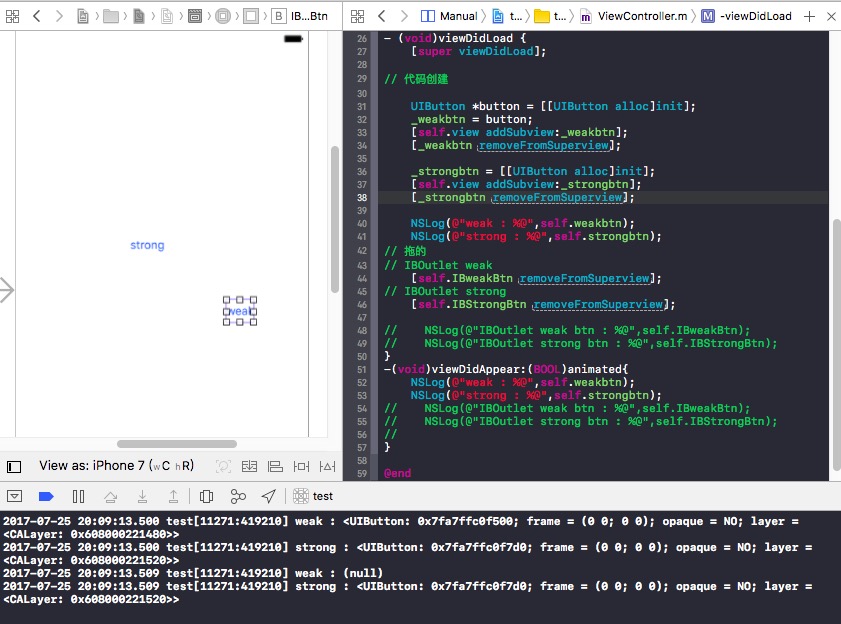 B IB...Btn
Manual
t...
t...
m ViewController.m
M -viewDidLoad
strong
weak
View as: iPhone 7 (wC hR)
26 - (void)viewDidLoad {
27 [super viewDidLoad];
28
29 // 代码创建
30
31 UIButton *button = [[UIButton alloc]init];
32 _weakbtn = button;
33 [self.view addSubview:_weakbtn];
34 [_weakbtn removeFromSuperview];
35
36 _strongbtn = [[UIButton alloc]init];
37 [self.view addSubview:_strongbtn];
38 [_strongbtn removeFromSuperview];
39
40 NSLog(@"weak : %@",self.weakbtn);
41 NSLog(@"strong : %@",self.strongbtn);
42 // 拖的
43 // IBOutlet weak
44 [self.IBweakBtn removeFromSuperview];
45 // IBOutlet strong
46 [self.IBStrongBtn removeFromSuperview];
47
48 // NSLog(@"IBOutlet weak btn : %@",self.IBweakBtn);
49 // NSLog(@"IBOutlet strong btn : %@",self.IBStrongBtn);
50 }
51 -(void)viewDidAppear:(BOOL)animated{
52 NSLog(@"weak : %@",self.weakbtn);
53 NSLog(@"strong : %@",self.strongbtn);
54 // NSLog(@"IBOutlet weak btn : %@",self.IBweakBtn);
55 // NSLog(@"IBOutlet strong btn : %@",self.IBStrongBtn);
56 //
57 }
58
59 @end
test
2017-07-25 20:09:13.500 test[11271:419210] weak : <UIButton: 0x7fa7ffc0f500; frame = (0 0; 0 0); opaque = NO; layer =
<CALayer: 0x608000221480>>
2017-07-25 20:09:13.500 test[11271:419210] strong : <UIButton: 0x7fa7ffc0f7d0; frame = (0 0; 0 0); opaque = NO; layer =
<CALayer: 0x608000221520>>
2017-07-25 20:09:13.509 test[11271:419210] weak : (null)
2017-07-25 20:09:13.509 test[11271:419210] strong : <UIButton: 0x7fa7ffc0f7d0; frame = (0 0; 0 0); opaque = NO; layer =
<CALayer: 0x608000221520>>